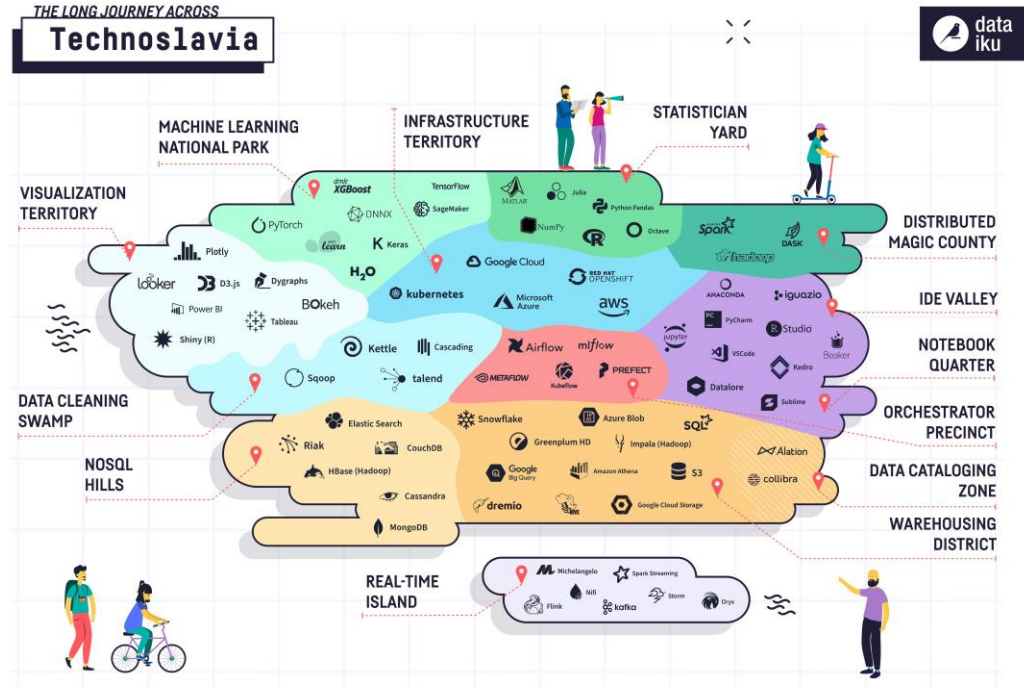 THE LONG JOURNEY ACROSS
Technoslavia
data
iku
MACHINE LEARNING
NATIONAL PARK
INFRASTRUCTURE
TERRITORY
STATISTICIAN
YARD
VISUALIZATION
TERRITORY
DISTRIBUTED
MAGIC COUNTY
IDE VALLEY
NOTEBOOK
QUARTER
DATA CLEANING
SWAMP
ORCHESTRATOR
PRECINCT
NOSQL
HILLS
DATA CATALOGING
ZONE
WAREHOUSING
DISTRICT
REAL-TIME
ISLAND
dmlc
XGBoost
TensorFlow
PyTorch
ONNX
SageMaker
learn
Keras
H2O
MATLAB
Julia
Python Pandas
NumPy
R
Octave
Spark
DASK
hadoop
Plotly
looker
D3.js
Dygraphs
Power BI
Tableau
BOkeh
Shiny (R)
Google Cloud
RED HAT
OPENSHIFT
kubernetes
Microsoft
Azure
aws
ANACONDA
iguazio
PC
PyCharm
R Studio
jupyter
VSCode
Beaker
Kedro
Datalore
Sublime
Kettle
Cascading
Sqoop
talend
Airflow
mlflow
METAFLOW
Kubeflow
PREFECT
Elastic Search
Riak
CouchDB
HBase (Hadoop)
Cassandra
MongoDB
Snowflake
Azure Blob
SQL
Greenplum HD
Impala (Hadoop)
Google
Big Query
Amazon Athena
S3
dremio
HIVE
Google Cloud Storage
Alation
collibra
Michelangelo
Spark Streaming
Nifi
Flink
kafka
Storm
Oryx